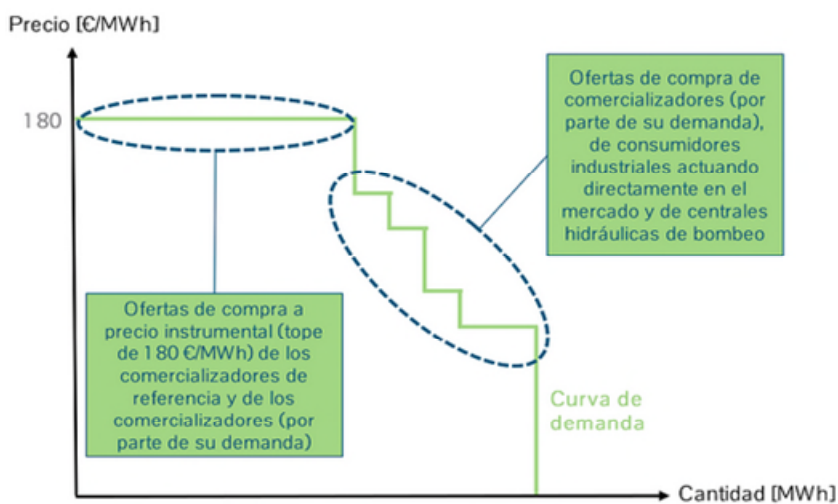 Precio [€/MWh]
180
Ofertas de compra de
comercializadores (por
parte de su demanda),
de consumidores
industriales actuando
directamente en el
mercado y de centrales
hidráulicas de bombeo
Ofertas de compra a
precio instrumental (tope
de 180 €/MWh) de los
comercializadores de
referencia y de los
comercializadores (por
parte de su demanda)
Curva de
demanda
Cantidad [MWh]